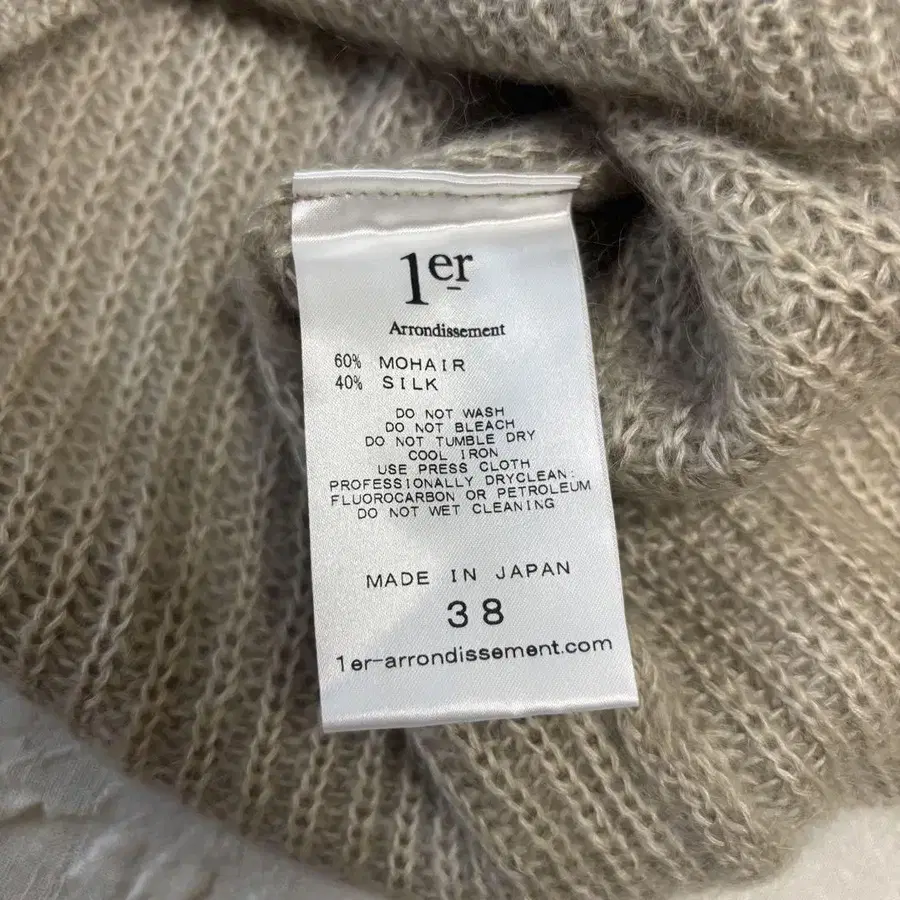 1er
Arrondissement
60% MOHAIR
40% SILK
DO NOT WASH
DO NOT BLEACH
DO NOT TUMBLE DRY
COOL IRON
USE PRESS CLOTH
PROFESSIONALLY DRYCLEAN:
FLUOROCARBON OR PETROLEUM
DO NOT WET CLEANING
MADE IN JAPAN
38
1er-arrondissement.com